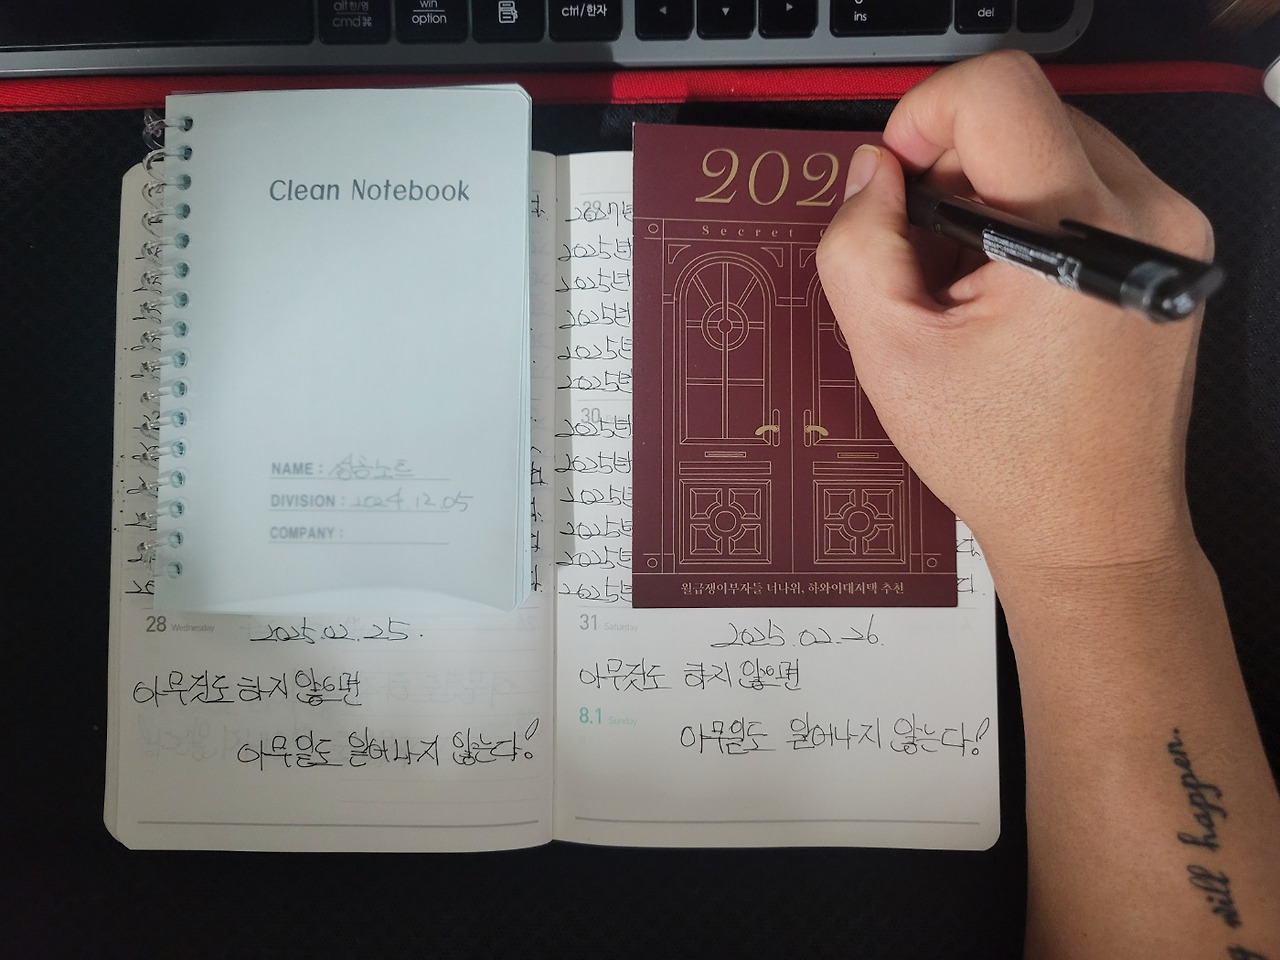 alt 한/영
cmd ⌘
win
option
ctrl/한자
ins
del
Clean Notebook
NAME : 성공노트
DIVISION : 2024.12.05
COMPANY :
202
Secret
월급쟁이부자들 너나위, 하와이대저택 추천
29
2027년
2025년
2025년
2025년
2025년
2025년
30
2025년
2025년
2025년
2025년
2025년
2025년
28 Wednesday
2025.02.25.
아무것도 하지 않으면
아무일도 일어나지 않는다!
31 Saturday
2025.02.26.
아무것도 하지 않으면
8.1 Sunday
아무일도 일어나지 않는다!
will happen.